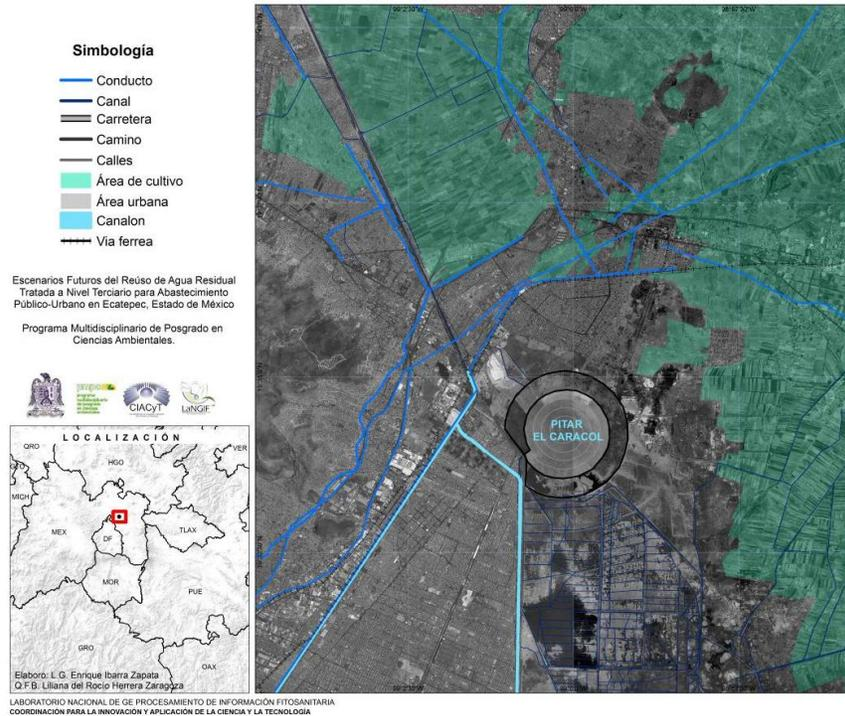 Simbología
Conducto
Canal
Carretera
Camino
Calles
Área de cultivo
Área urbana
Canalon
Via ferrea
Escenarios Futuros del Reúso de Agua Residual
Tratada a Nivel Terciario para Abastecimiento
Público-Urbano en Ecatepec, Estado de México
Programa Multidisciplinario de Posgrado en
Ciencias Ambientales.
CIACyT
LaNGIF
LOCALIZACIÓN
QRO
VER
HGO
MICH
MEX
DF
TLAX
MOR
PUE
GRO
OAX
Elaboro: L.G. Enrique Ibarra Zapata
Q.F.B. Liliana del Rocío Herrera Zaragoza
PITAR
EL CARACOL
LABORATORIO NACIONAL DE GE PROCESAMIENTO DE INFORMACIÓN FITOSANITARIA
COORDINACIÓN PARA LA INNOVACIÓN Y APLICACIÓN DE LA CIENCIA Y LA TECNOLOGÍA